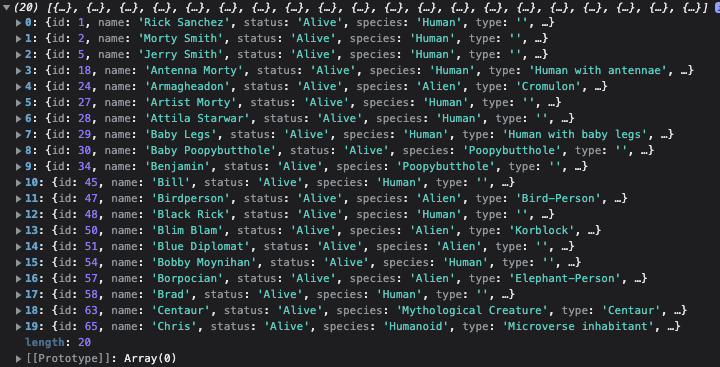 (20) [{…}, {…}, {…}, {…}, {…}, {…}, {…}, {…}, {…}, {…}, {…}, {…}, {…}, {…}, {…}, {…}, {…}, {…}, {…}, {…}]
0: {id: 1, name: 'Rick Sanchez', status: 'Alive', species: 'Human', type: '', …}
1: {id: 2, name: 'Morty Smith', status: 'Alive', species: 'Human', type: '', …}
2: {id: 5, name: 'Jerry Smith', status: 'Alive', species: 'Human', type: '', …}
3: {id: 18, name: 'Antenna Morty', status: 'Alive', species: 'Human', type: 'Human with antennae', …}
4: {id: 24, name: 'Armagheadon', status: 'Alive', species: 'Alien', type: 'Cromulon', …}
5: {id: 27, name: 'Artist Morty', status: 'Alive', species: 'Human', type: '', …}
6: {id: 28, name: 'Attila Starwar', status: 'Alive', species: 'Human', type: '', …}
7: {id: 29, name: 'Baby Legs', status: 'Alive', species: 'Human', type: 'Human with baby legs', …}
8: {id: 30, name: 'Baby Poopybutthole', status: 'Alive', species: 'Poopybutthole', type: '', …}
9: {id: 34, name: 'Benjamin', status: 'Alive', species: 'Poopybutthole', type: '', …}
10: {id: 45, name: 'Bill', status: 'Alive', species: 'Human', type: '', …}
11: {id: 47, name: 'Birdperson', status: 'Alive', species: 'Alien', type: 'Bird-Person', …}
12: {id: 48, name: 'Black Rick', status: 'Alive', species: 'Human', type: '', …}
13: {id: 50, name: 'Blim Blam', status: 'Alive', species: 'Alien', type: 'Korblock', …}
14: {id: 51, name: 'Blue Diplomat', status: 'Alive', species: 'Alien', type: '', …}
15: {id: 54, name: 'Bobby Moynihan', status: 'Alive', species: 'Human', type: '', …}
16: {id: 57, name: 'Borpocian', status: 'Alive', species: 'Alien', type: 'Elephant-Person', …}
17: {id: 58, name: 'Brad', status: 'Alive', species: 'Human', type: '', …}
18: {id: 63, name: 'Centaur', status: 'Alive', species: 'Mythological Creature', type: 'Centaur', …}
19: {id: 65, name: 'Chris', status: 'Alive', species: 'Humanoid', type: 'Microverse inhabitant', …}
length: 20
[[Prototype]]: Array(0)